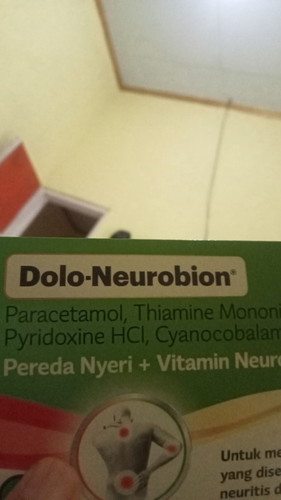 Dolo-Neurobion®
Paracetamol, Thiamine
Pyridoxine HCl,
Pereda Nyeri + Vitamin
Untuk
yang
neuritis